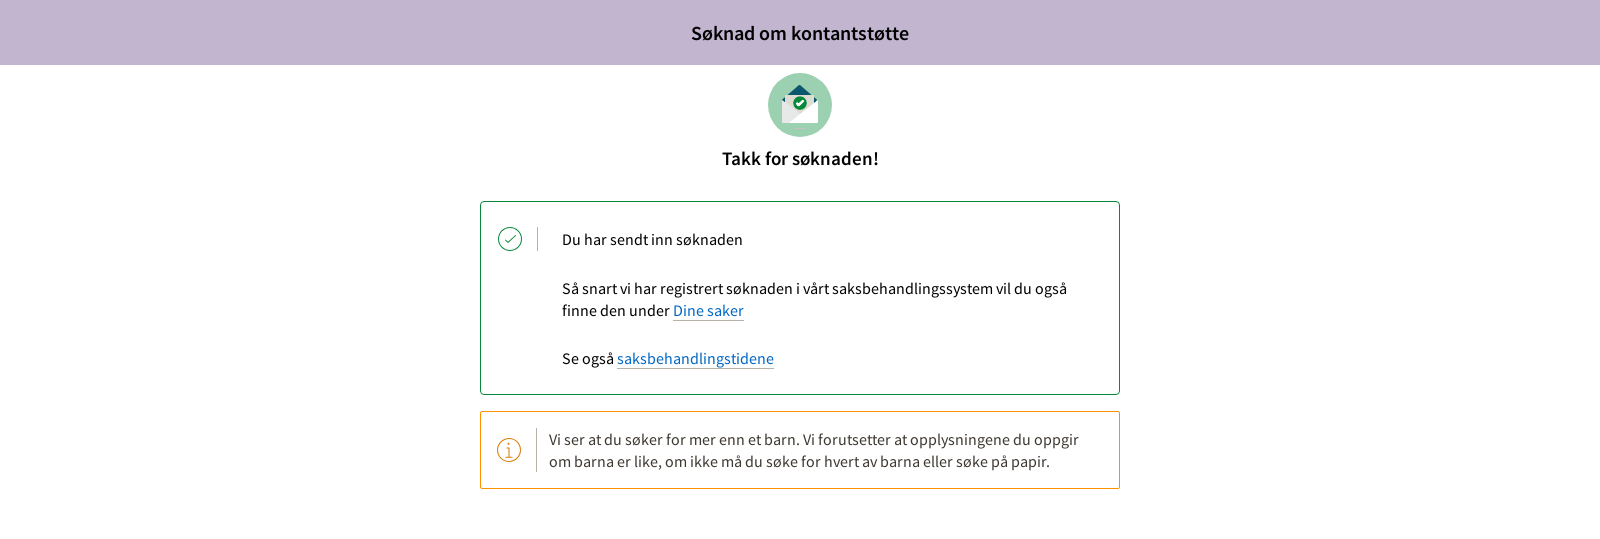 Søknad om kontantstøtte
Takk for søknaden!
Du har sendt inn søknaden
Så snart vi har registrert søknaden i vårt saksbehandlingssystem vil du også
finne den under Dine saker
Se også saksbehandlingstidene
Vi ser at du søker for mer enn et barn. Vi forutsetter at opplysningene du oppgir
om barna er like, om ikke må du søke for hvert av barna eller søke på papir.